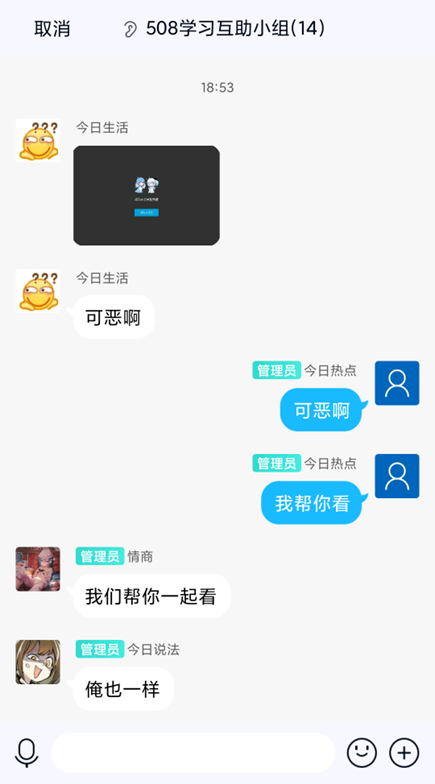 取消
508学习互助小组(14)
18:53
???
今日生活
???
今日生活
可恶啊
管理员 今日热点
可恶啊
管理员 今日热点
我帮你看
管理员 情商
我们帮你一起看
管理员 今日说法
俺也一样